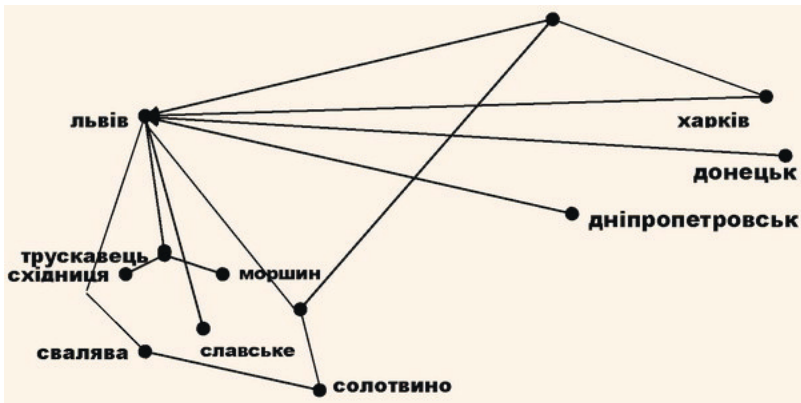 львів
харків
донецьк
дніпропетровськ
трускавець
східниця
моршин
славське
свалява
солотвино